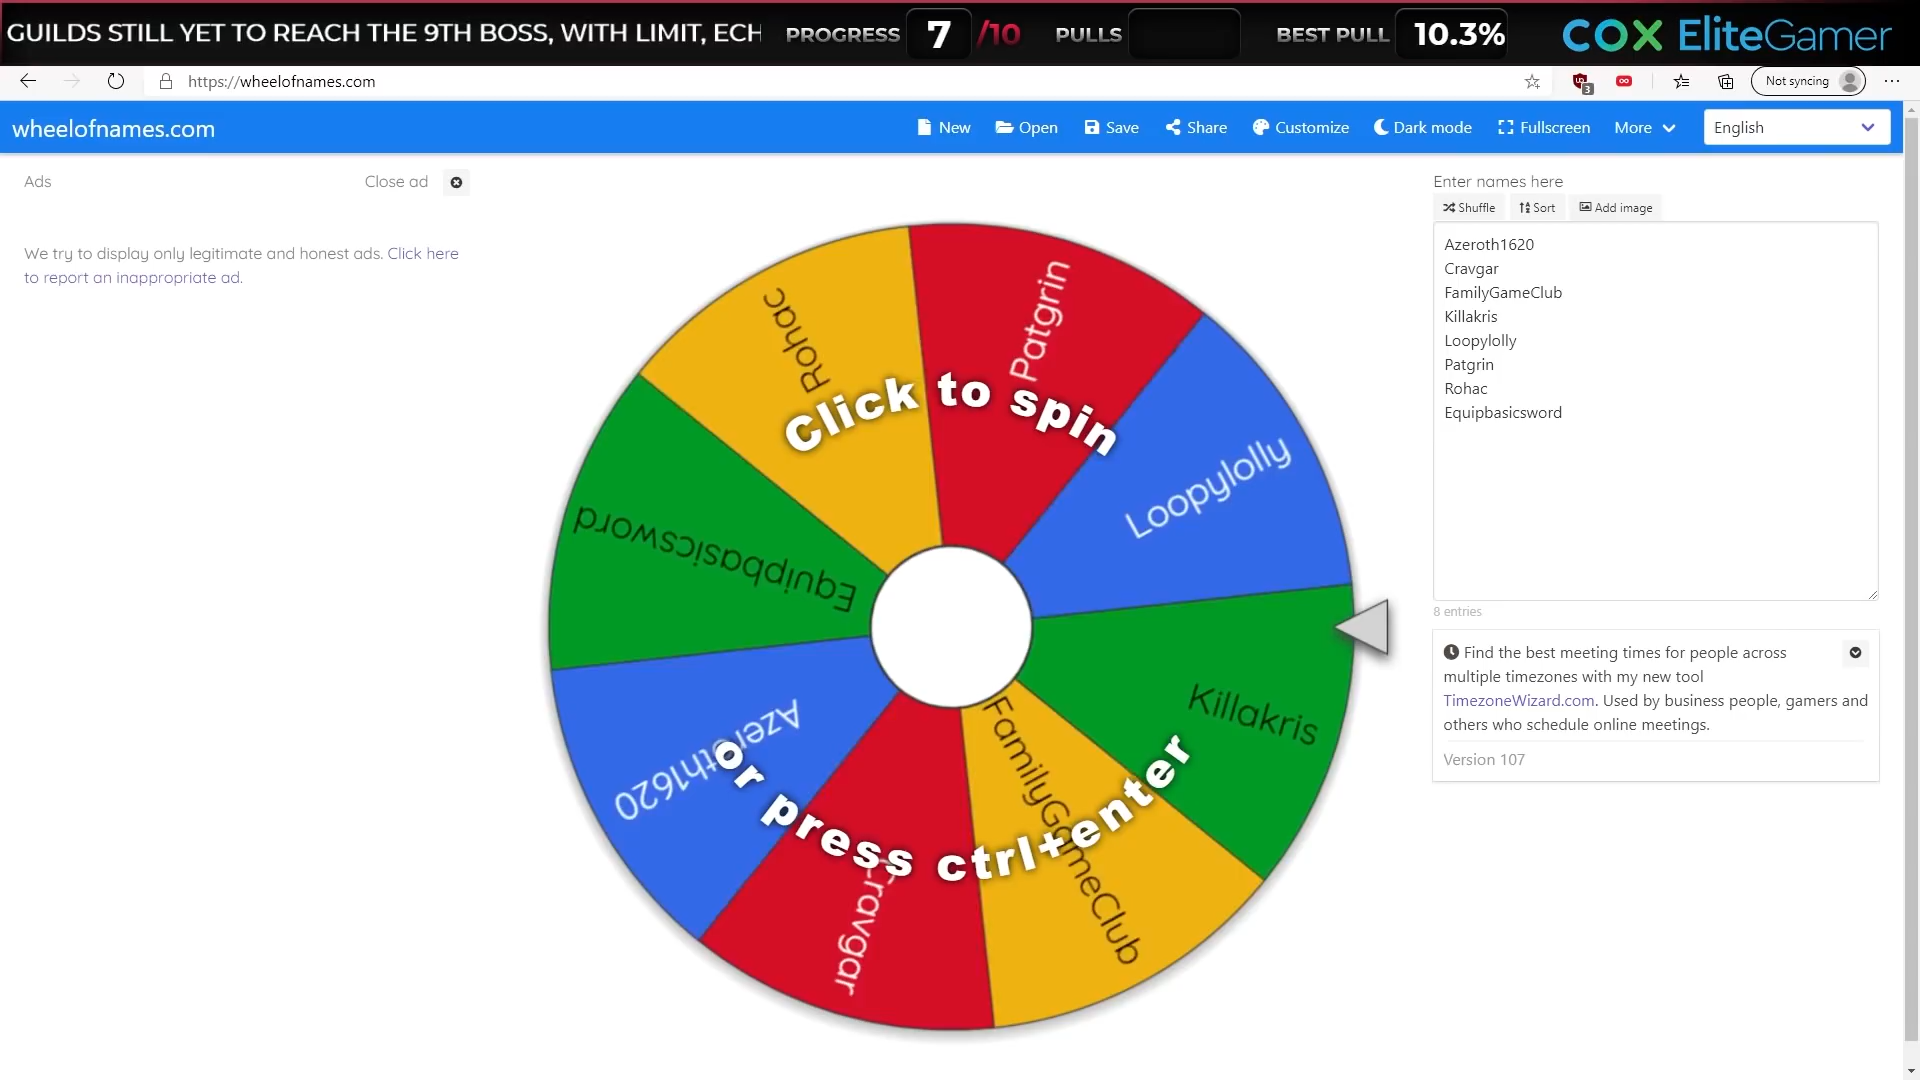 GUILDS STILL YET TO REACH THE 9TH BOSS, WITH LIMIT, ECH
PROGRESS 7 /10 PULLS BEST PULL 10.3% COX EliteGamer
https://wheelofnames.com
3
Not syncing
wheelofnames.com
New Open Save Share Customize Dark mode Fullscreen More English
Ads Close ad
We try to display only legitimate and honest ads. Click here
to report an inappropriate ad.
Enter names here
Shuffle Sort Add image
Azeroth1620
Cravgar
FamilyGameClub
Killakris
Loopylolly
Patgrin
Rohac
Equipbasicsword
8 entries
Find the best meeting times for people across
multiple timezones with my new tool
TimezoneWizard.com. Used by business people, gamers and
others who schedule online meetings.
Version 107
Click to spin
or press ctrl+enter
Rohac
Patgrin
Loopylolly
Killakris
FamilyGameClub
Cravgar
Azeroth1620
Equipbasicsword